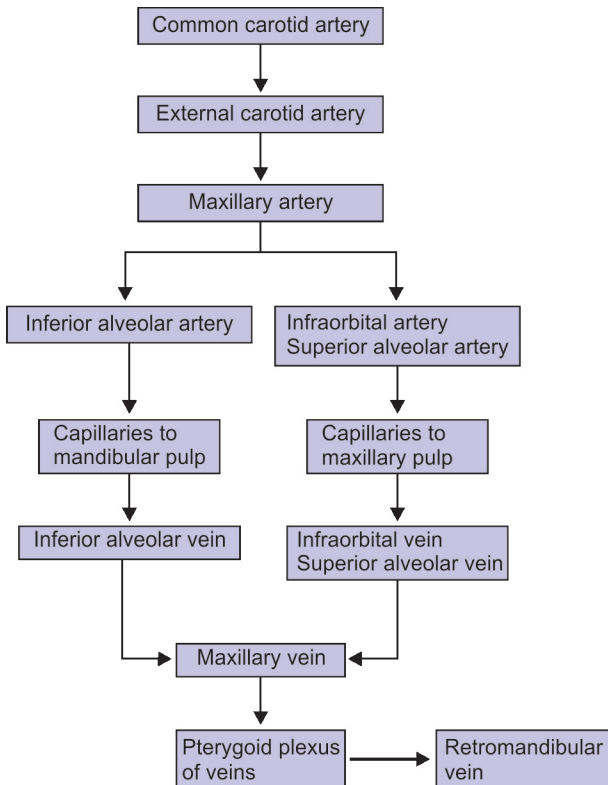 Common carotid artery
External carotid artery
Maxillary artery
Inferior alveolar artery
Infraorbital artery
Superior alveolar artery
Capillaries to
mandibular pulp
Capillaries to
maxillary pulp
Inferior alveolar vein
Infraorbital vein
Superior alveolar vein
Maxillary vein
Pterygoid plexus
of veins
Retromandibular
vein